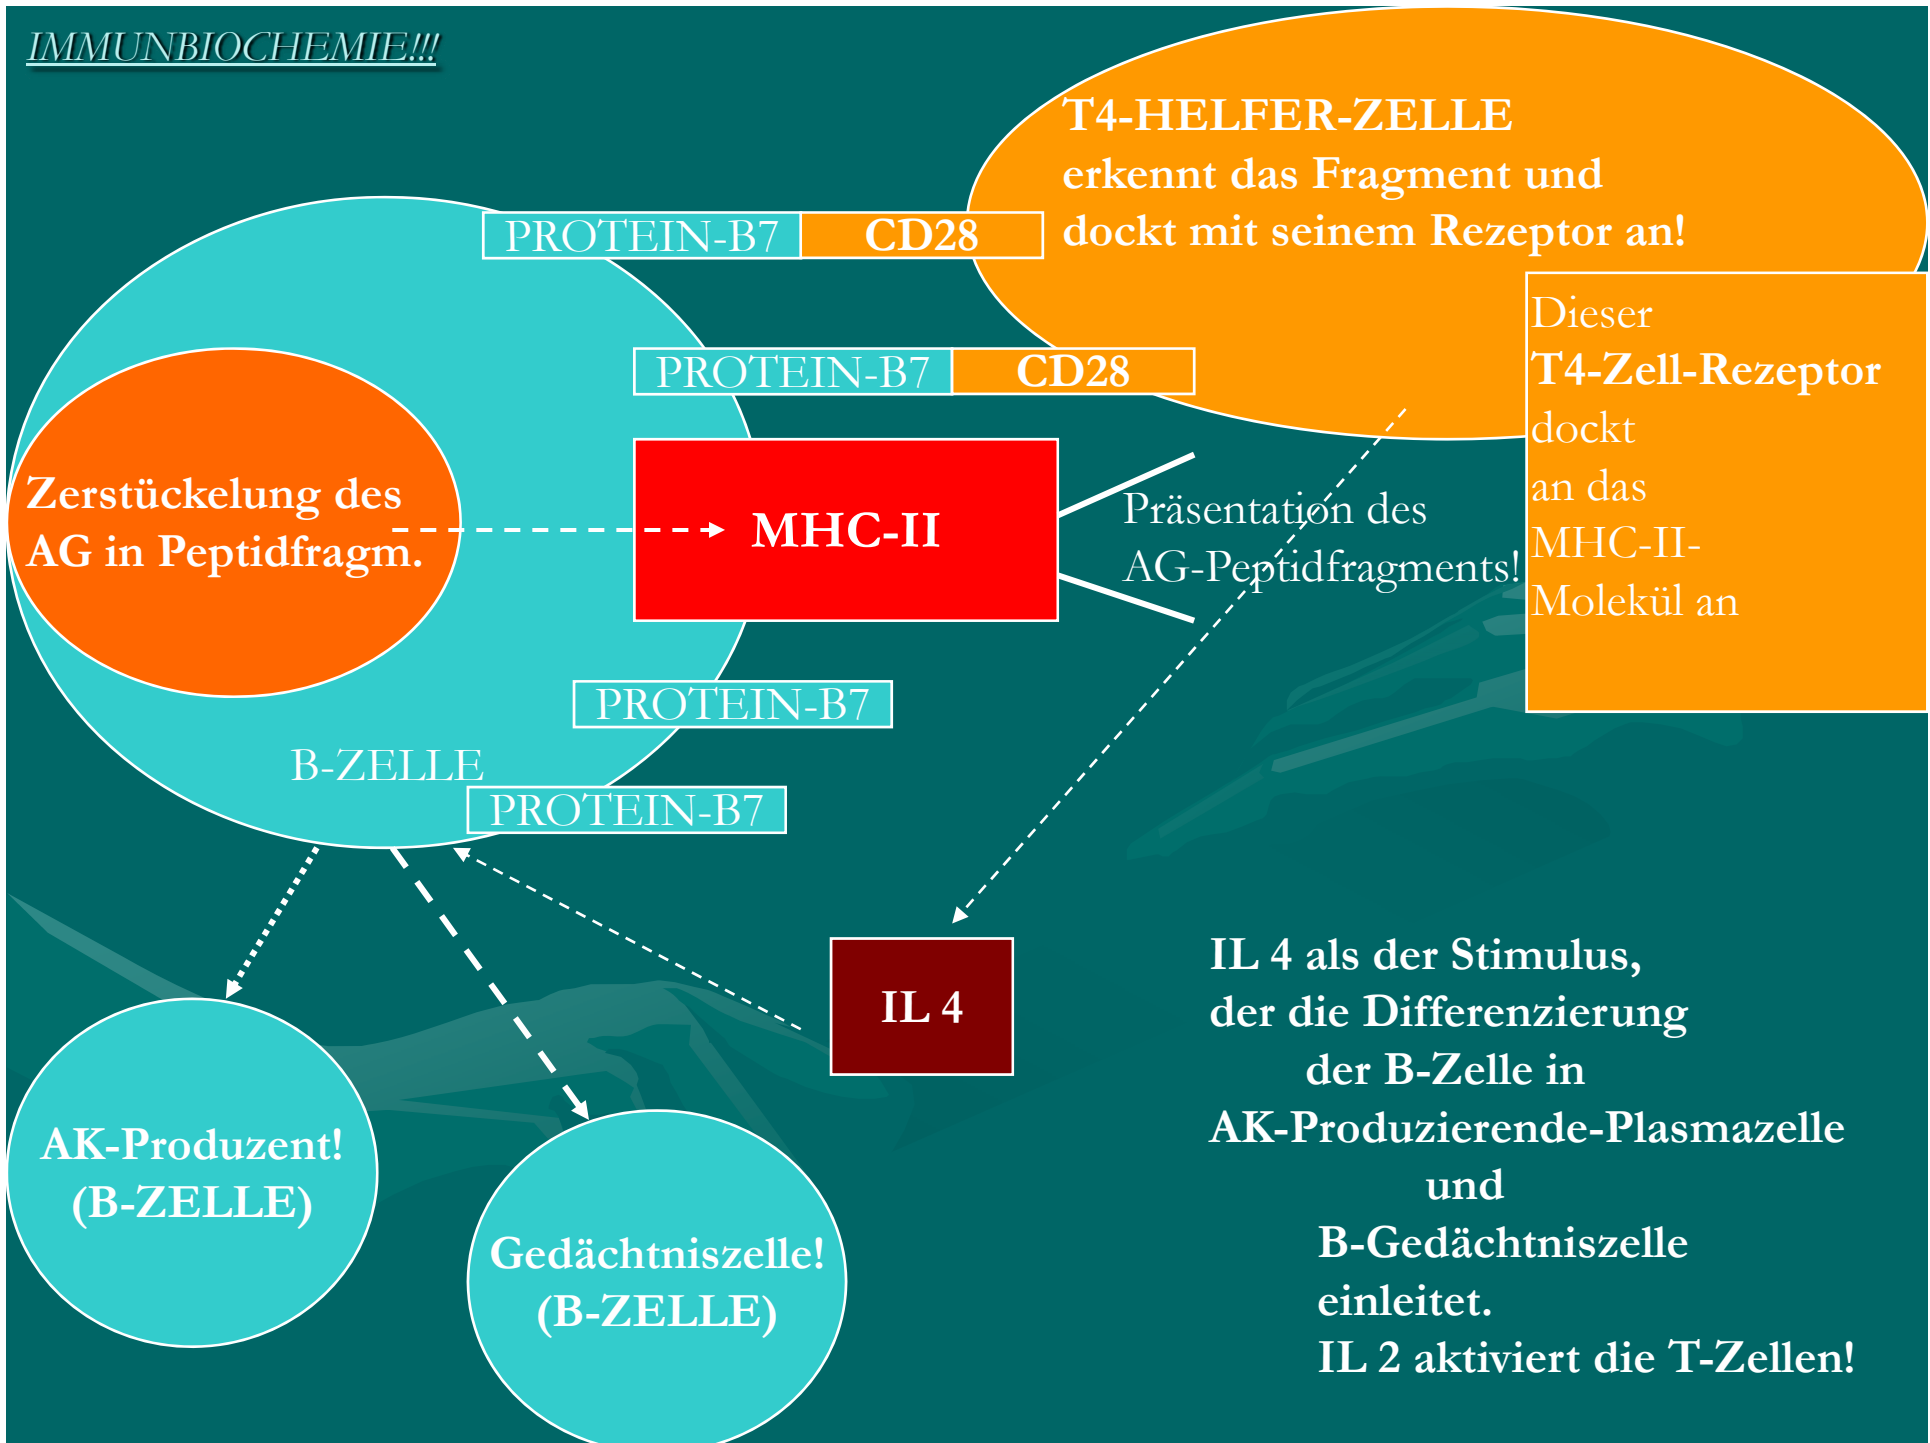 IMMUNBIOCHEMIE!!!
T4-HELFER-ZELLE
erkennt das Fragment und
dockt mit seinem Rezeptor an!
PROTEIN-B7
CD28
Dieser
T4-Zell-Rezeptor
dockt
an das
MHC-II-
Molekül an
PROTEIN-B7
CD28
Zerstückelung des
AG in Peptidfragm.
MHC-II
Präsentation des
AG-Peptidfragments!
PROTEIN-B7
B-ZELLE
PROTEIN-B7
IL 4
IL 4 als der Stimulus,
der die Differenzierung
der B-Zelle in
AK-Produzierende-Plasmazelle
und
B-Gedächtniszelle
einleitet.
IL 2 aktiviert die T-Zellen!
AK-Produzent!
(B-ZELLE)
Gedächtniszelle!
(B-ZELLE)